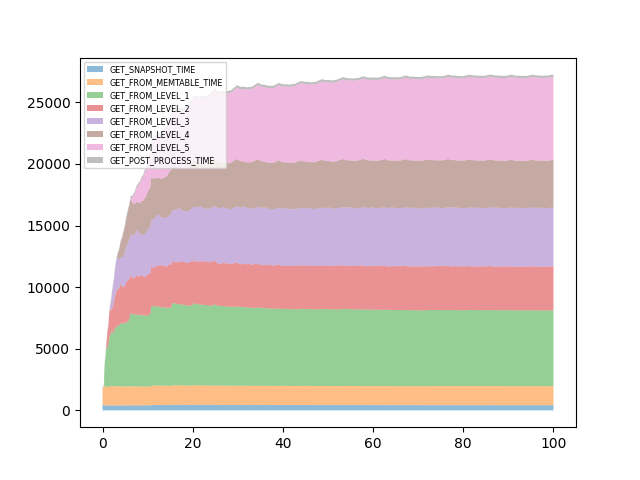 GET_SNAPSHOT_TIME
GET_FROM_MEMTABLE_TIME
GET_FROM_LEVEL_1
GET_FROM_LEVEL_2
GET_FROM_LEVEL_3
GET_FROM_LEVEL_4
GET_FROM_LEVEL_5
GET_POST_PROCESS_TIME
25000
20000
15000
10000
5000
0
0 20 40 60 80 100